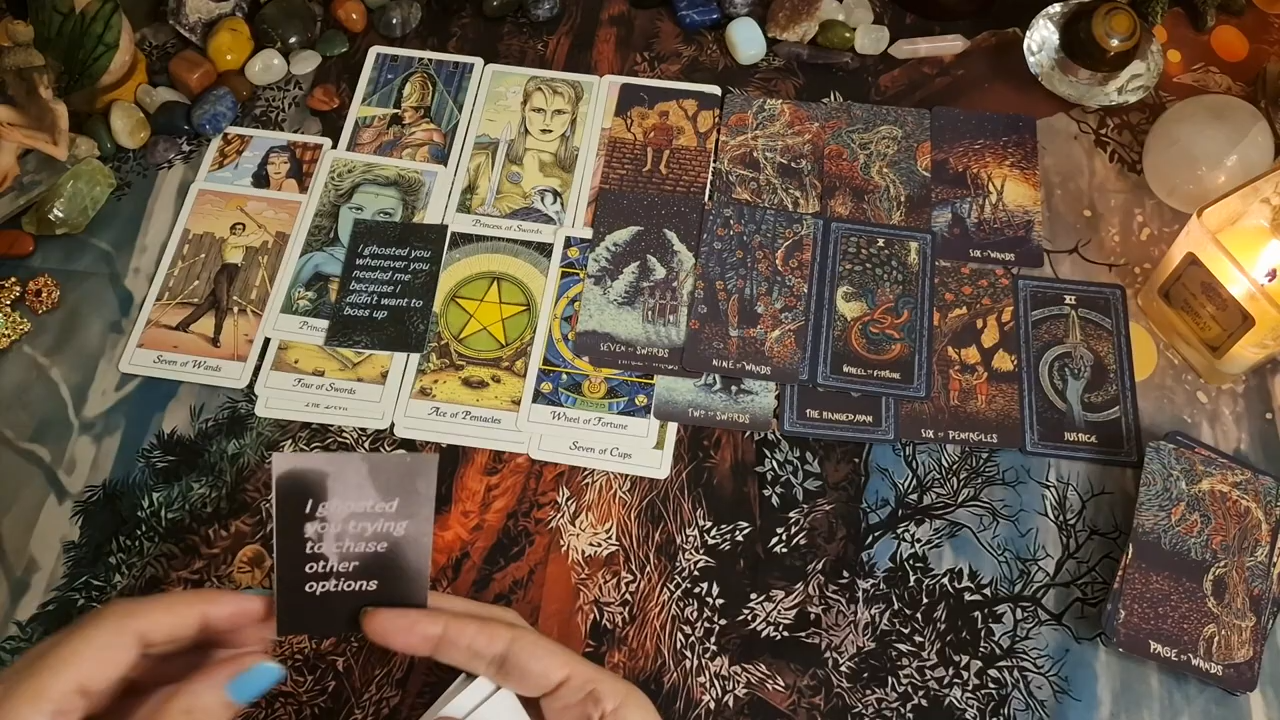 Princess of Swords
SIX OF WANDS
I ghosted you
whenever you
needed me
because I
didn't want to
boss up
X
XI
Seven of Wands
Four of Swords
Ace of Pentacles
Wheel of Fortune
Seven of Cups
SEVEN OF SWORDS
NINE OF WANDS
WHEEL OF FORTUNE
TWO OF SWORDS
THE HANGED MAN
SIX OF PENTACLES
JUSTICE
I ghosted
you trying
to chase
other
options
PAGE OF WANDS